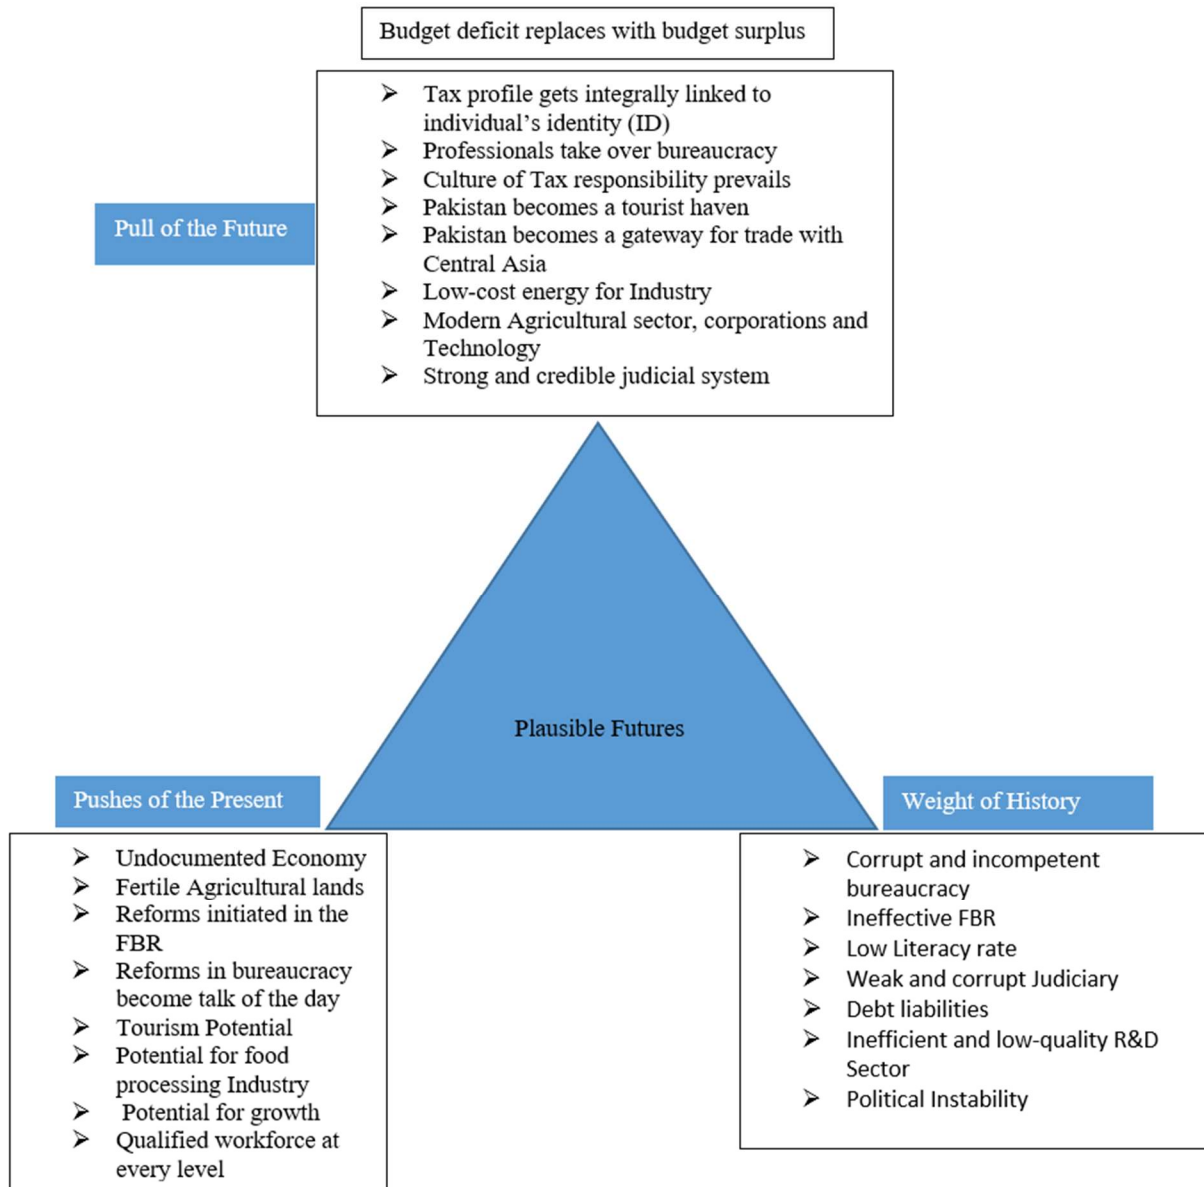 Budget deficit replaces with budget surplus
➢ Tax profile gets integrally linked to
individual’s identity (ID)
➢ Professionals take over bureaucracy
➢ Culture of Tax responsibility prevails
➢ Pakistan becomes a tourist haven
➢ Pakistan becomes a gateway for trade with
Central Asia
➢ Low-cost energy for Industry
➢ Modern Agricultural sector, corporations and
Technology
➢ Strong and credible judicial system
Pull of the Future
Plausible Futures
Pushes of the Present
➢ Undocumented Economy
➢ Fertile Agricultural lands
➢ Reforms initiated in the
FBR
➢ Reforms in bureaucracy
become talk of the day
➢ Tourism Potential
➢ Potential for food
processing Industry
➢ Potential for growth
➢ Qualified workforce at
every level
Weight of History
➢ Corrupt and incompetent
bureaucracy
➢ Ineffective FBR
➢ Low Literacy rate
➢ Weak and corrupt Judiciary
➢ Debt liabilities
➢ Inefficient and low-quality R&D
Sector
➢ Political Instability